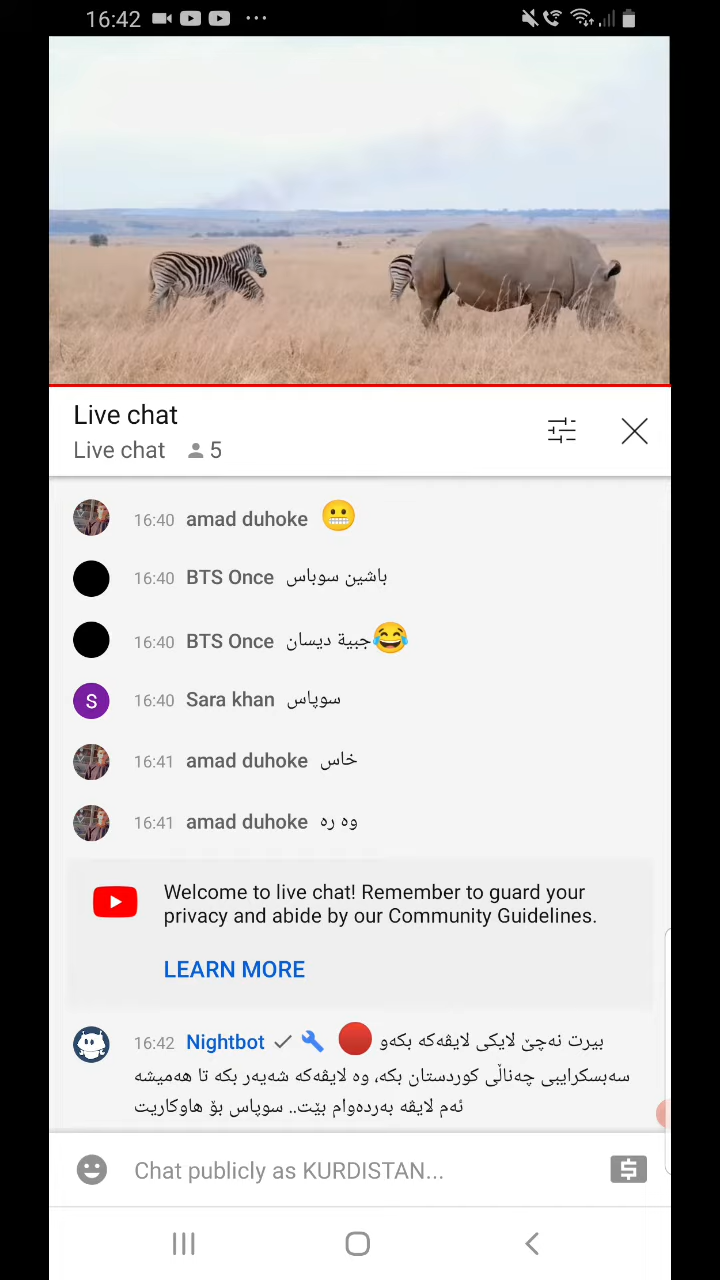 16:42
Live chat
Live chat 5
16:40 amad duhoke 😬
16:40 BTS Once باشین سوباس
16:40 BTS Once جبیة دیسان😂
S 16:40 Sara khan سوپاس
16:41 amad duhoke خاس
16:41 amad duhoke وه ره
Welcome to live chat! Remember to guard your
privacy and abide by our Community Guidelines.
LEARN MORE
16:42 Nightbot 🔴 بیرت نەچێ لایکی لایڤەکە بکەو
سەبسکرایبی چەناڵی کوردستان بکە، وە لایڤەکە شەیەر بکە تا هەمیشە
ئەم لایڤە بەردەوام بێت.. سوپاس بۆ هاوکاریت
Chat publicly as KURDISTAN...